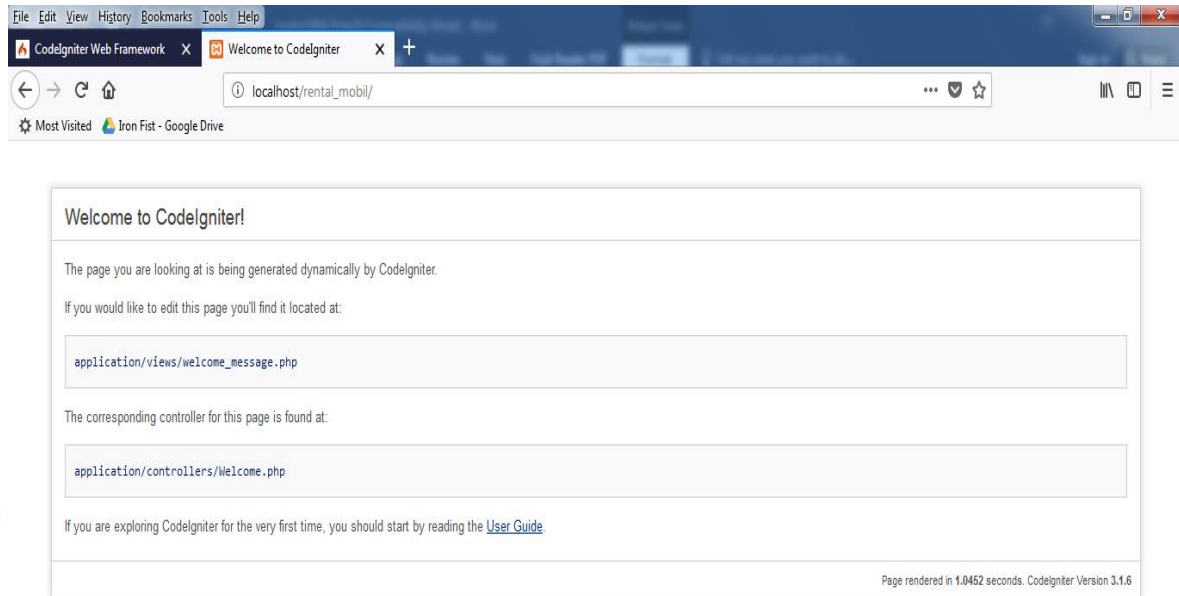 File Edit View History Bookmarks Tools Help
CodeIgniter Web Framework X Welcome to CodeIgniter X +
localhost/rental_mobil/
Most Visited Iron Fist - Google Drive
Welcome to CodeIgniter!
The page you are looking at is being generated dynamically by CodeIgniter.
If you would like to edit this page you'll find it located at:
application/views/welcome_message.php
The corresponding controller for this page is found at:
application/controllers/Welcome.php
If you are exploring CodeIgniter for the very first time, you should start by reading the User Guide.
Page rendered in 1.0452 seconds. CodeIgniter Version 3.1.6